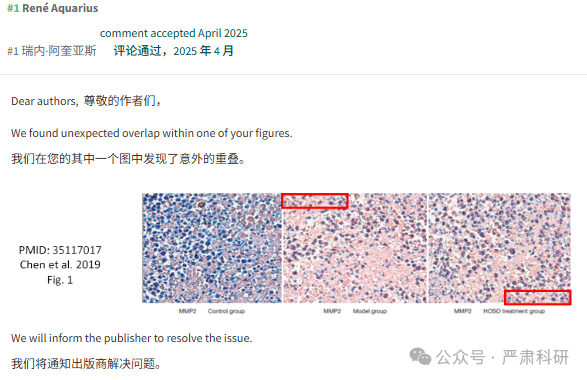 #1 René Aquarius
comment accepted April 2025
#1 瑞内·阿奎亚斯 评论通过，2025 年 4 月
Dear authors, 尊敬的作者们，
We found unexpected overlap within one of your figures.
我们在您的其中一个图中发现了意外的重叠。
PMID: 35117017
Chen et al. 2019
Fig. 1
MMP2 Control group MMP2 Model group MMP2 HOSO treatment group
We will inform the publisher to resolve the issue.
我们将通知出版商解决问题。
公众号 · 严肃科研